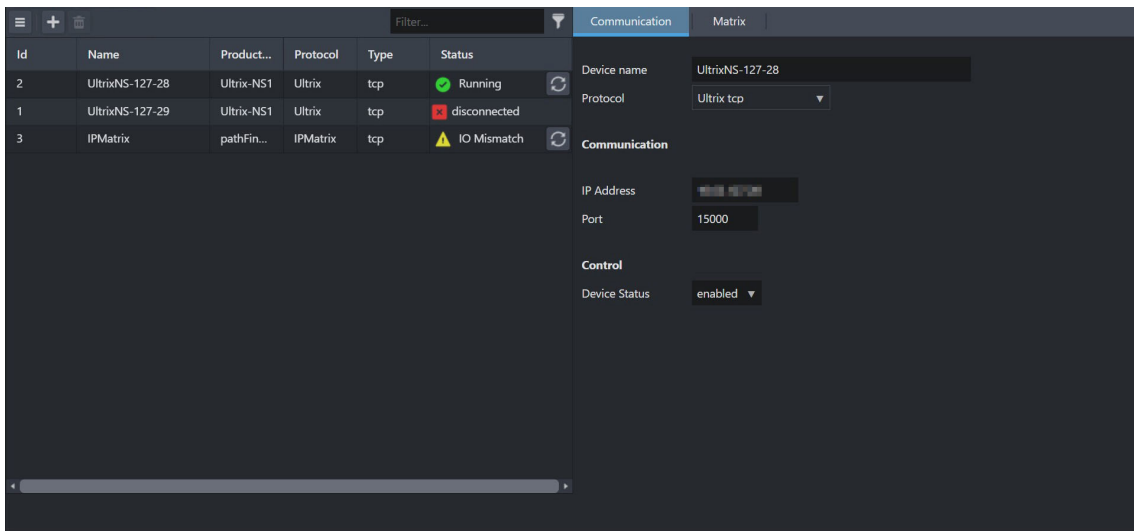 Filter...
Communication Matrix
Id Name Product... Protocol Type Status
2 UltrixNS-127-28 Ultrix-NS1 Ultrix tcp Running
1 UltrixNS-127-29 Ultrix-NS1 Ultrix tcp disconnected
3 IPMatrix pathFin... IPMatrix tcp IO Mismatch
Device name UltrixNS-127-28
Protocol Ultrix tcp
Communication
IP Address
Port 15000
Control
Device Status enabled